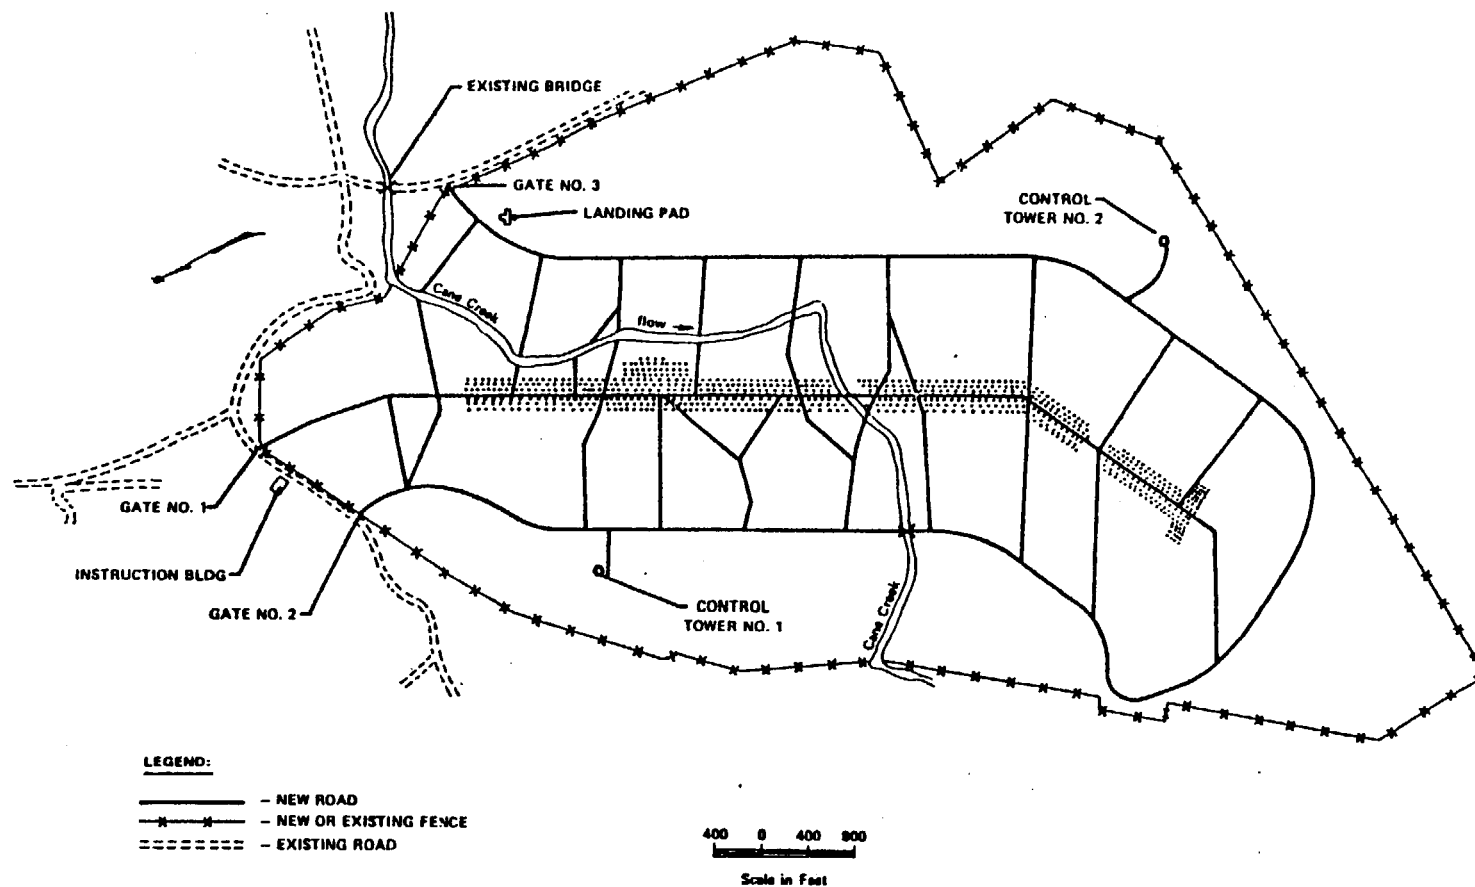 EXISTING BRIDGE
GATE NO. 3
LANDING PAD
CONTROL
TOWER NO. 2
Cane Creek
flow
GATE NO. 1
INSTRUCTION BLDG
GATE NO. 2
CONTROL
TOWER NO. 1
Cane Creek
LEGEND:
- NEW ROAD
- NEW OR EXISTING FENCE
- EXISTING ROAD
400 0 400 800
Scale in Feet